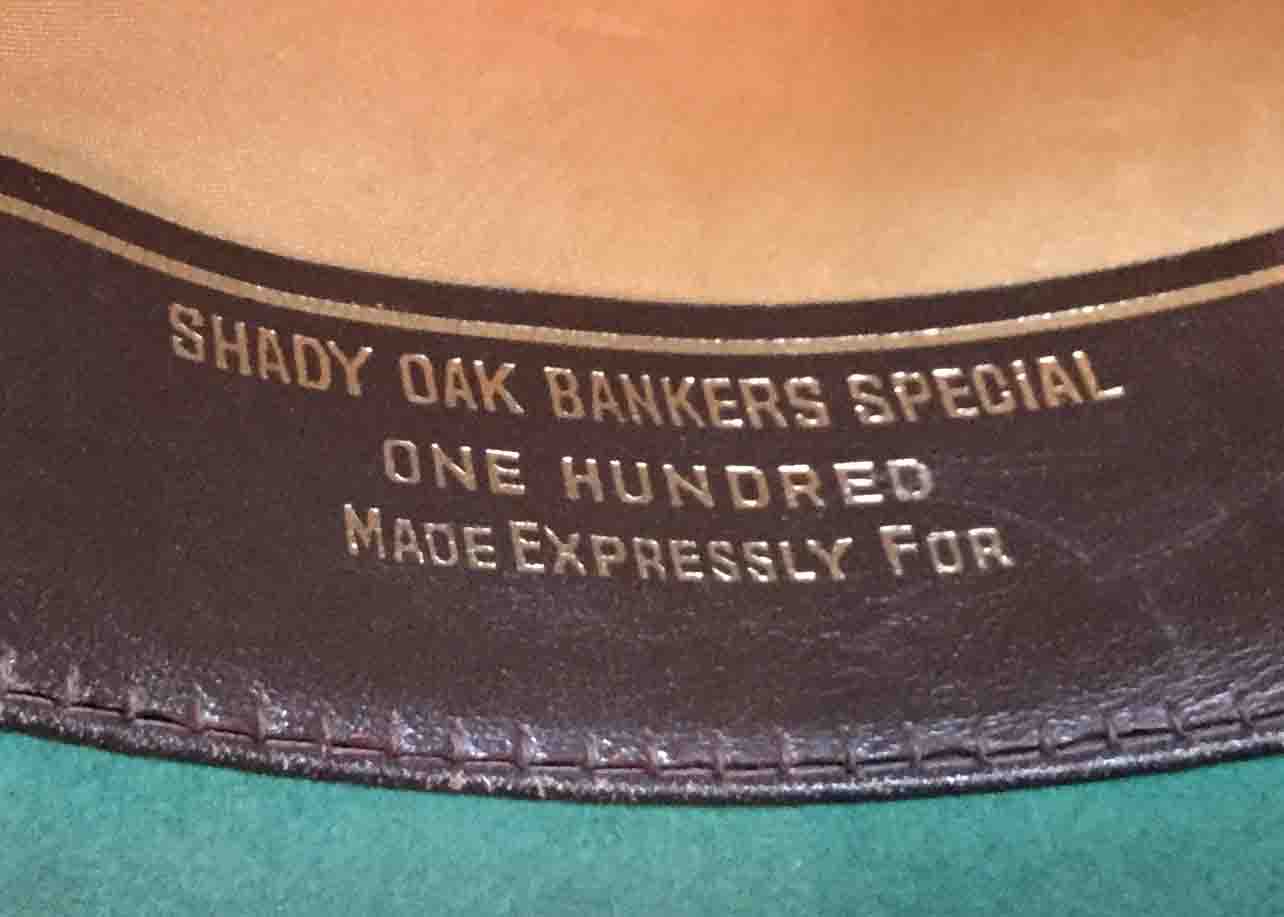 SHADY OAK BANKERS SPECiAL
ONE HUNDRED
MADE EXPRESSLY FOR